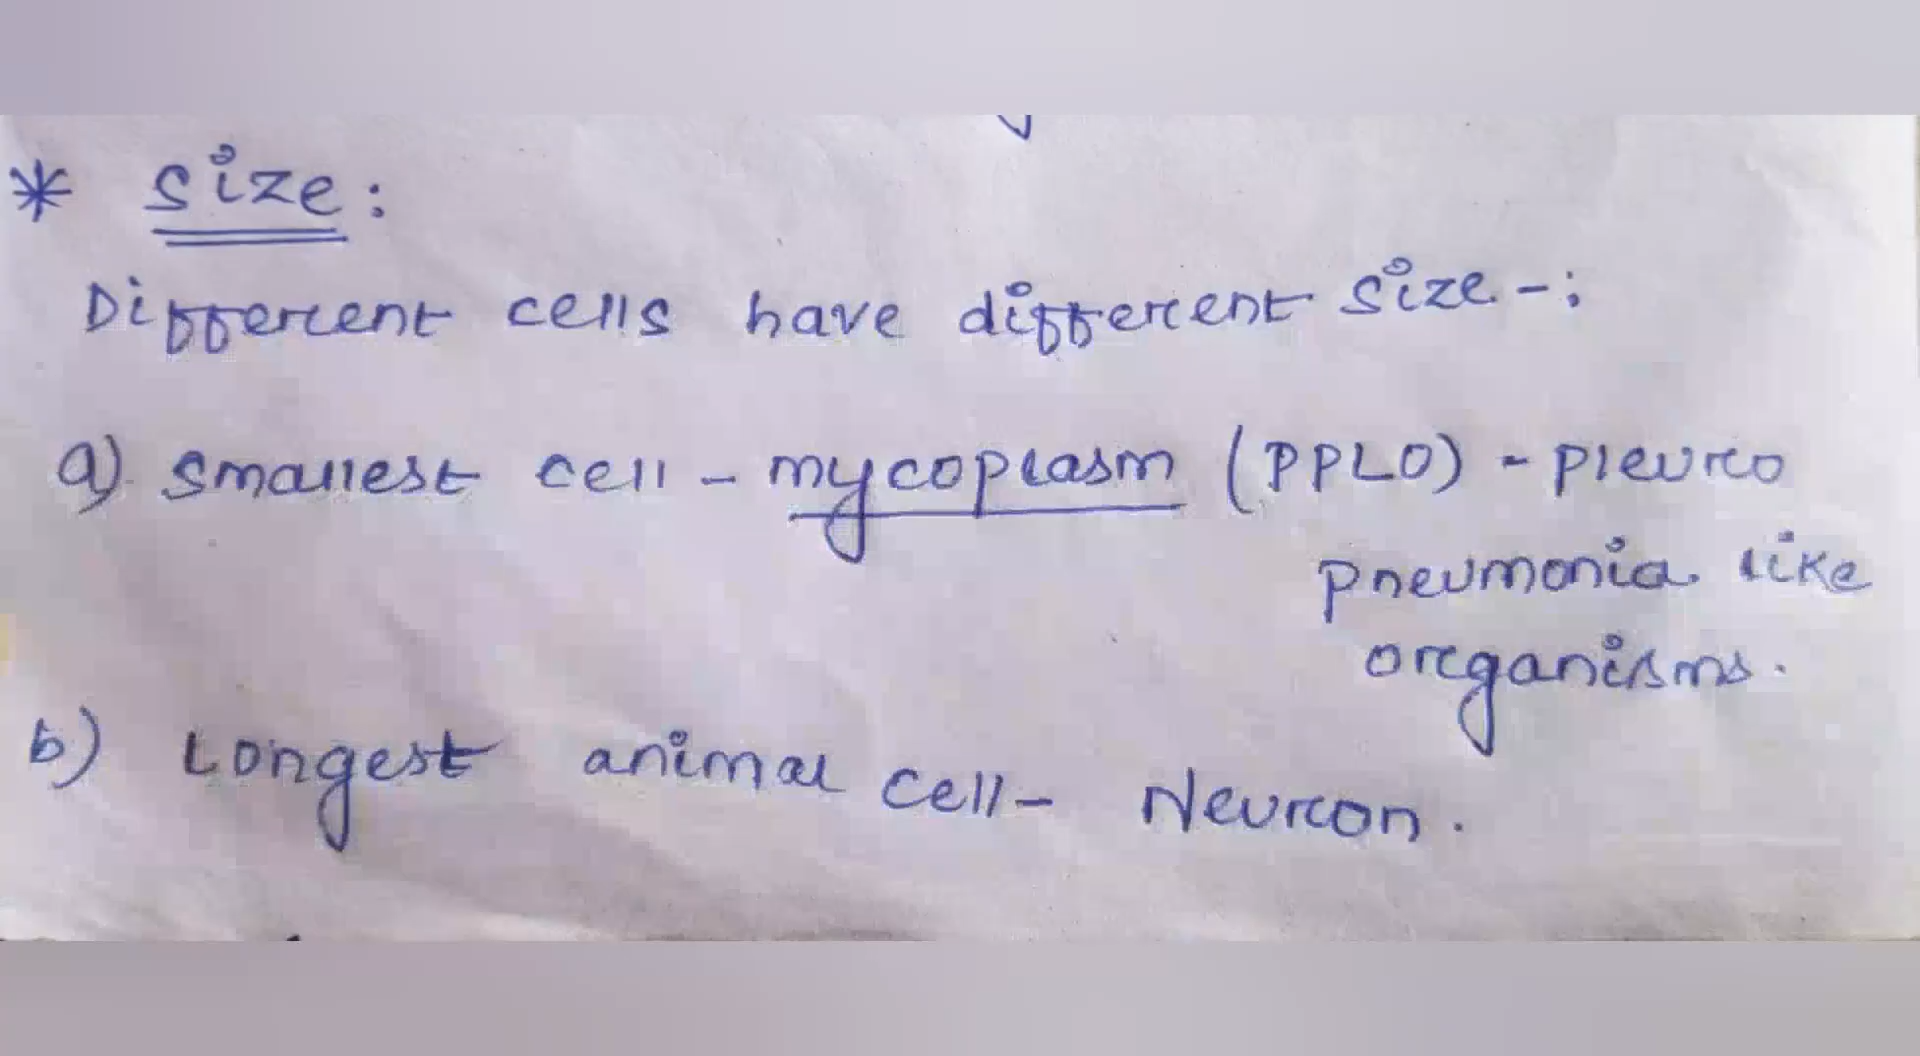 * Size:
Different cells have different size -:
a) Smallest cell - mycoplasm (PPLO) - Pleuro
pneumonia like
organisms.
b) Longest animal cell - Neuron.